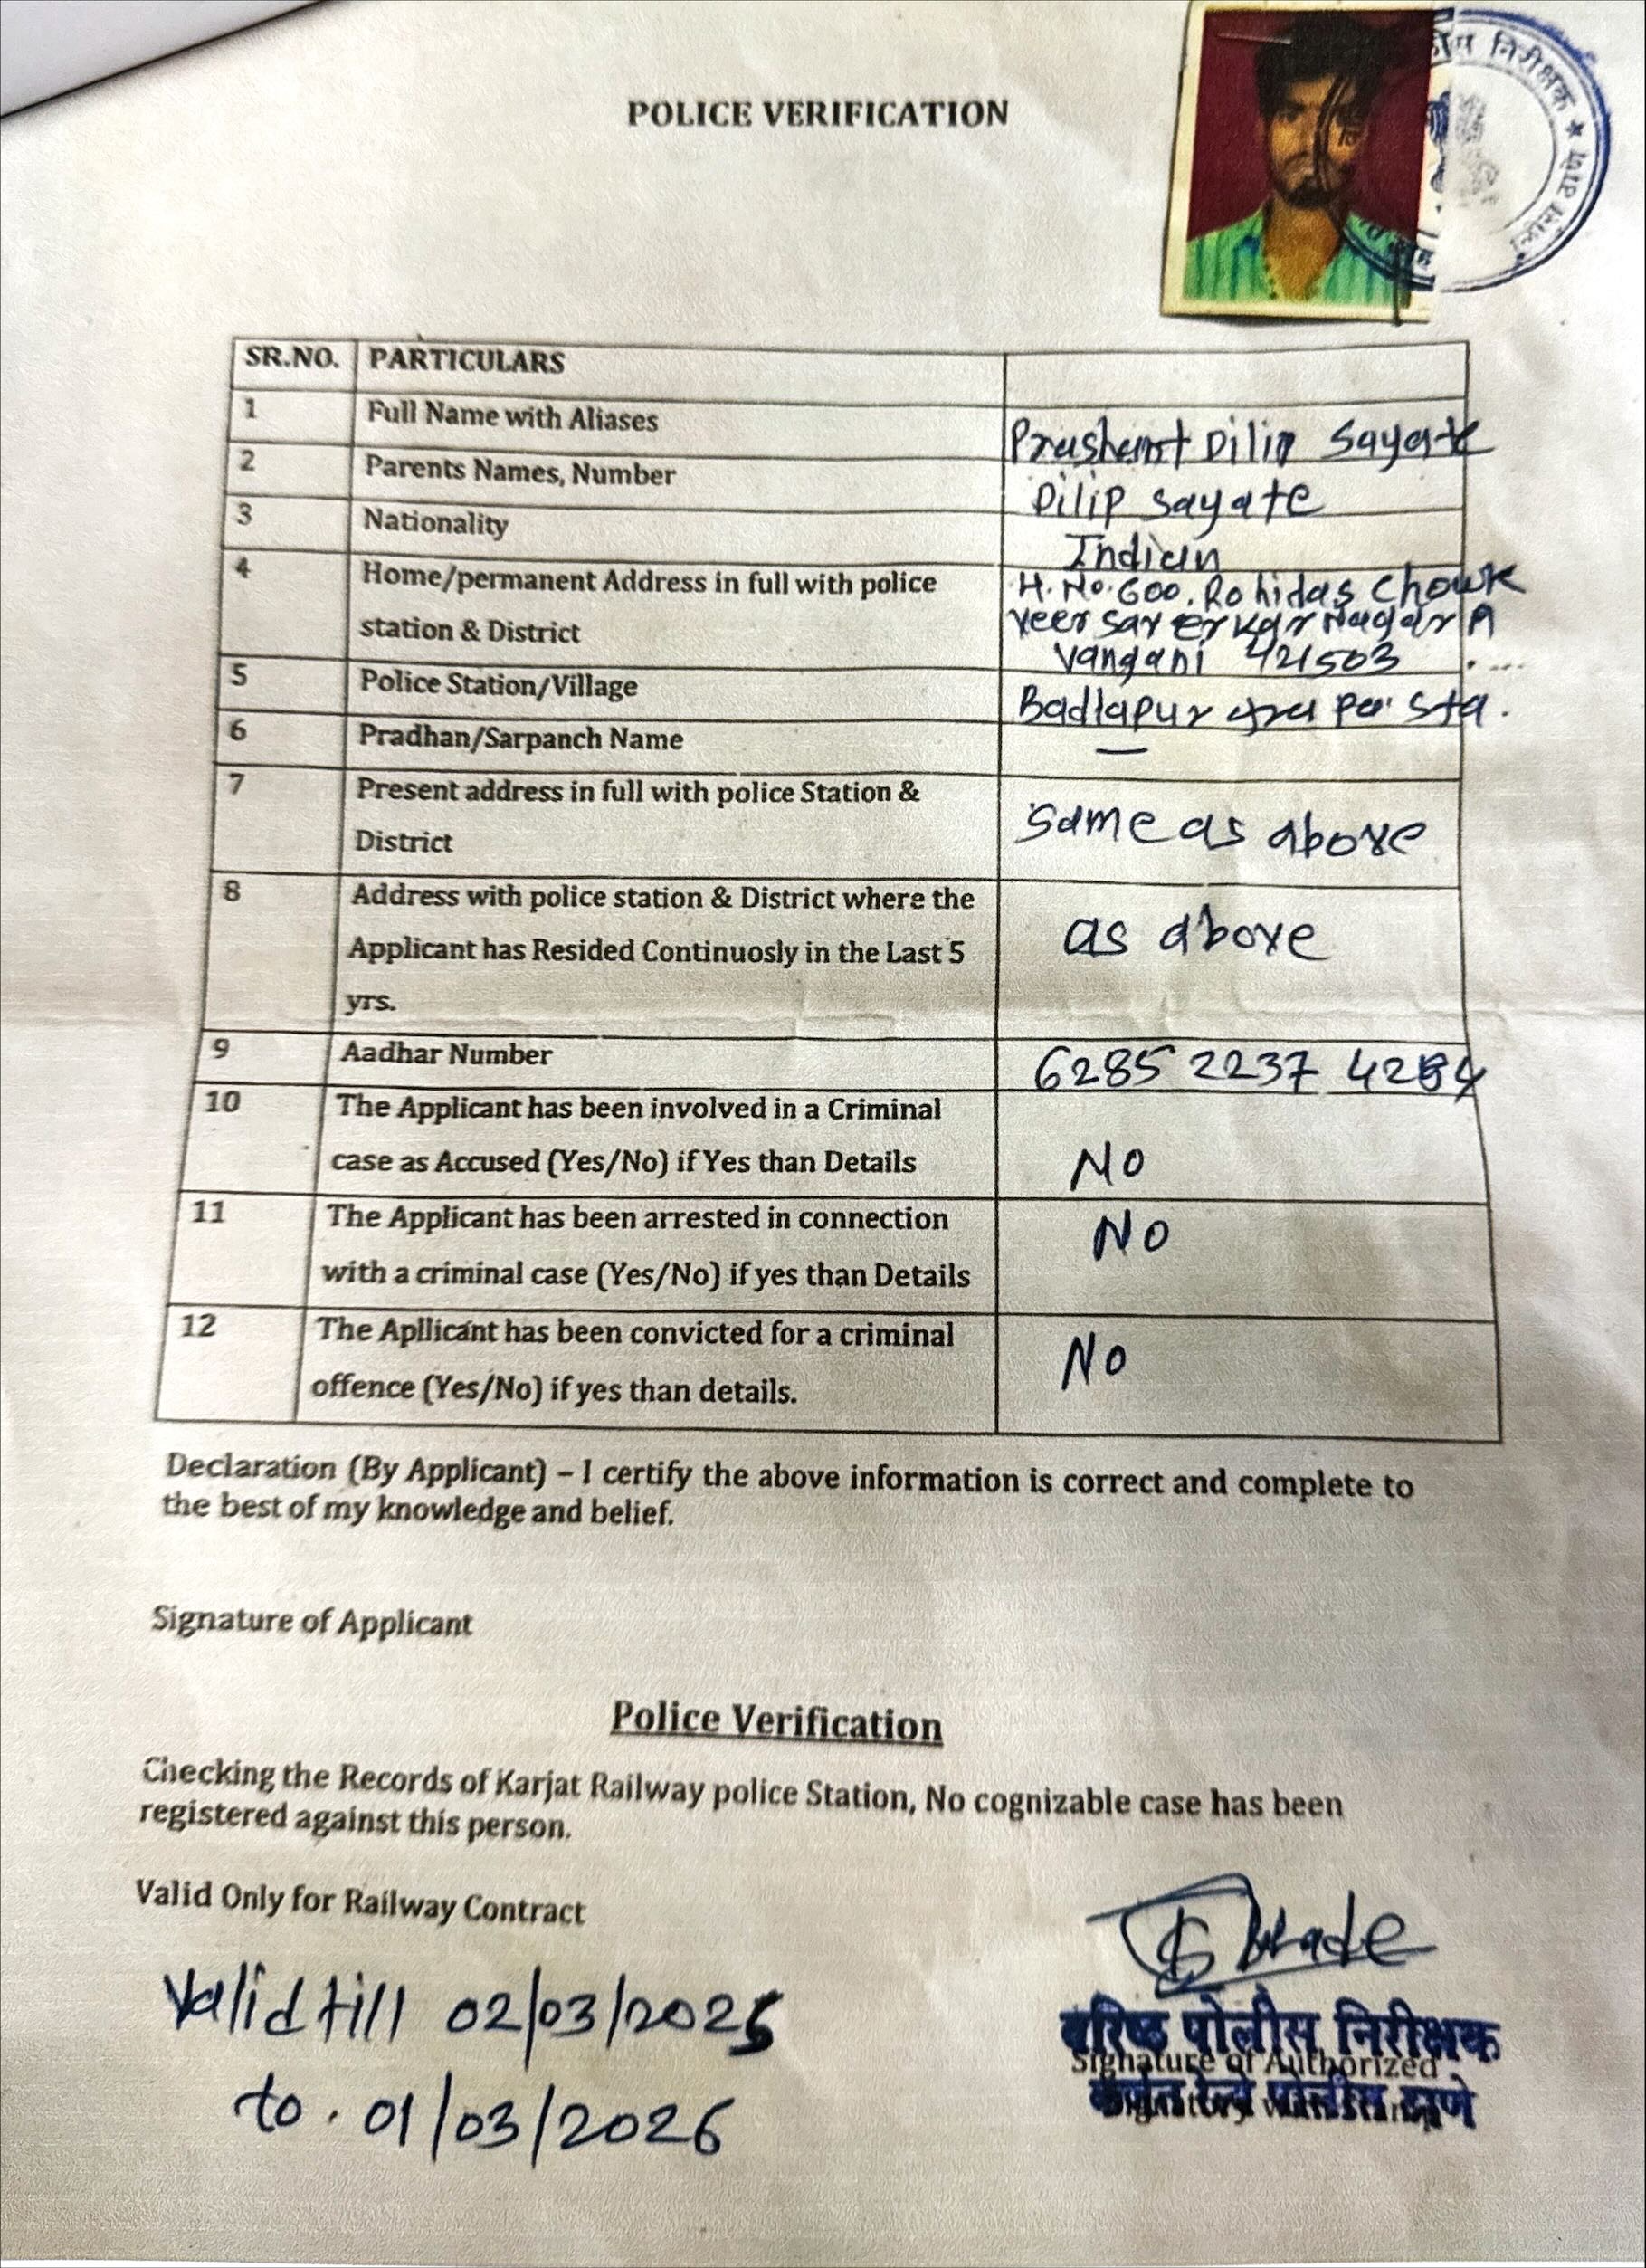 POLICE VERIFICATION
निरीक्षक ★
SR.NO. PARTICULARS
1 Full Name with Aliases Prashant Dilip Sayate
2 Parents Names, Number Dilip Sayate
3 Nationality Indian
4 Home/permanent Address in full with police H. No. 600. Rohidas Chowk
station & District Veer Saverkar Nagar
Vangani 421503
5 Police Station/Village Badlapur Sta.
6 Pradhan/Sarpanch Name —
7 Present address in full with police Station & Same as above
District
8 Address with police station & District where the as above
Applicant has Resided Continuosly in the Last 5
yrs.
9 Aadhar Number 6285 2237
10 The Applicant has been involved in a Criminal
case as Accused (Yes/No) if Yes than Details No
11 The Applicant has been arrested in connection No
with a criminal case (Yes/No) if yes than Details
12 The Apllicant has been convicted for a criminal No
offence (Yes/No) if yes than details.
Declaration (By Applicant) – I certify the above information is correct and complete to
the best of my knowledge and belief.
Signature of Applicant
Police Verification
Checking the Records of Karjat Railway police Station, No cognizable case has been
registered against this person.
Valid Only for Railway Contract
Valid till 02/03/2025
to . 01/03/2026
वरिष्ठ पोलीस निरीक्षक
Signature of Authorized
कर्जत रेल्वे पोलीस ठाणे